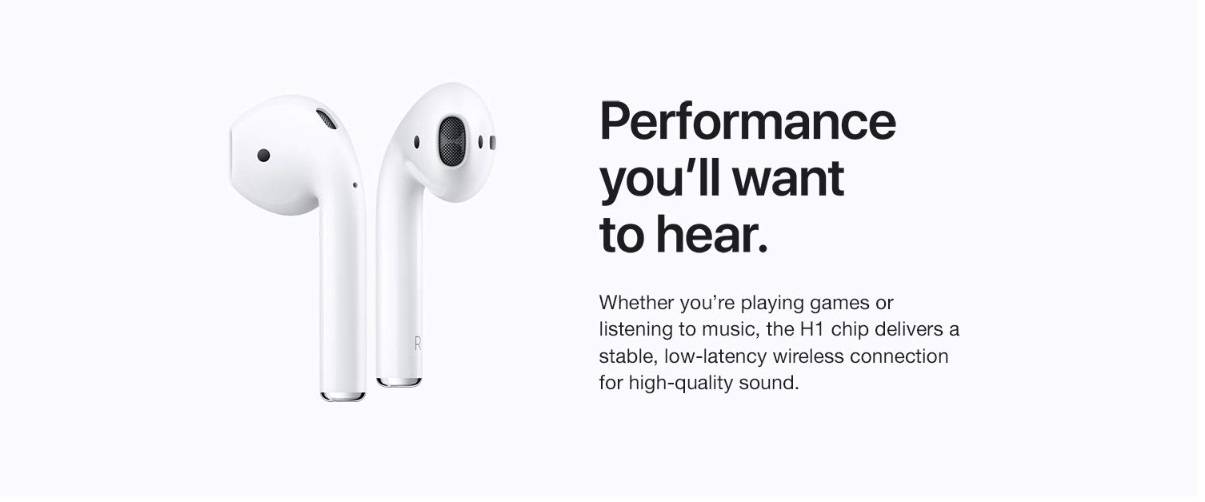 Performance
you’ll want
to hear.
Whether you’re playing games or
listening to music, the H1 chip delivers a
stable, low-latency wireless connection
for high-quality sound.
R